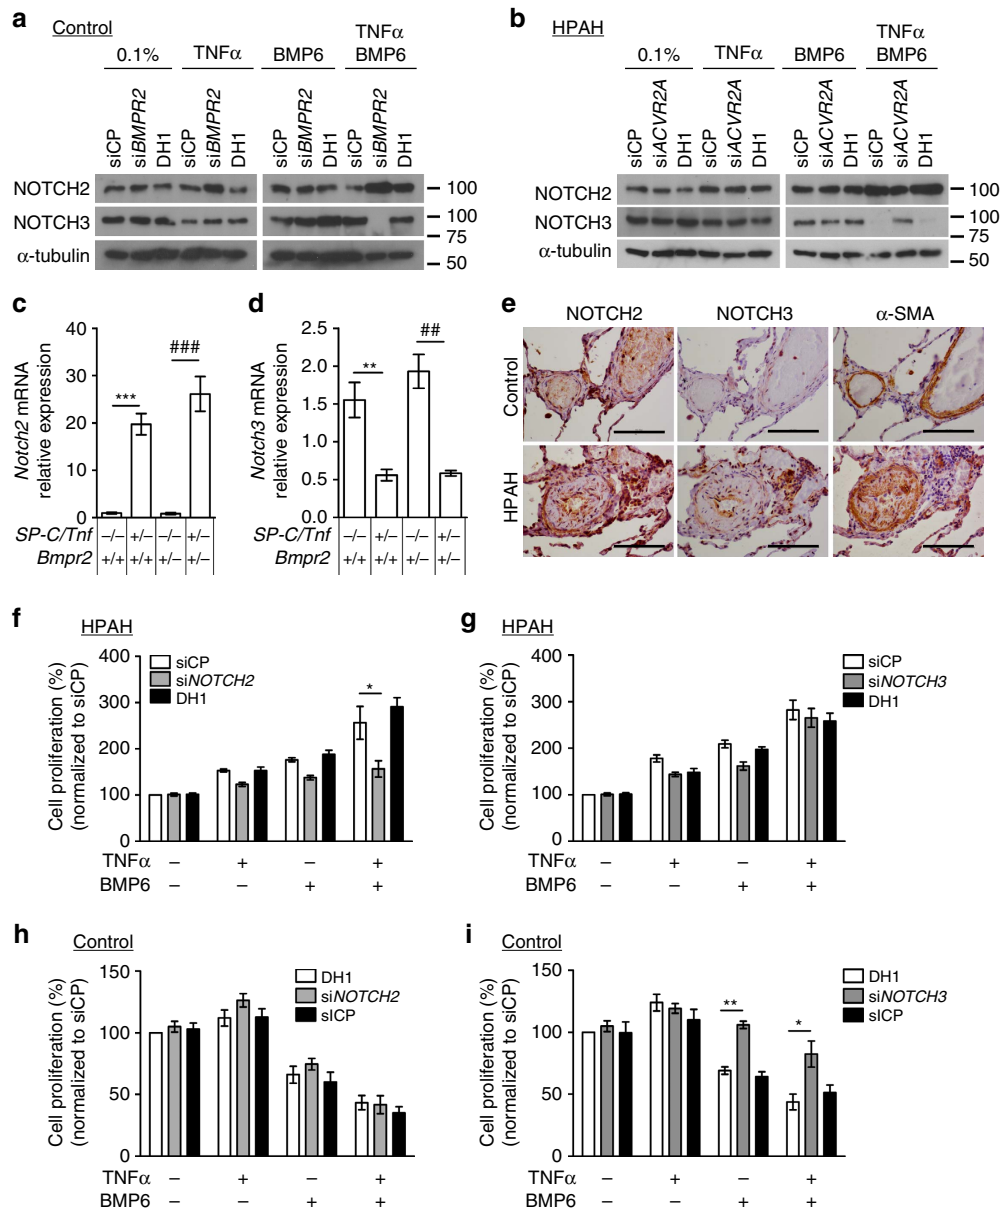 a
Control
0.1%
TNFα
BMP6
TNFα
BMP6
siCP
siBMPR2
DH1
siCP
siBMPR2
DH1
siCP
siBMPR2
DH1
siCP
siBMPR2
DH1
NOTCH2
NOTCH3
α-tubulin
100
100
75
50
b
HPAH
0.1%
TNFα
BMP6
TNFα
BMP6
siCP
siACVR2A
DH1
siCP
siACVR2A
DH1
siCP
siACVR2A
DH1
siCP
siACVR2A
DH1
NOTCH2
NOTCH3
α-tubulin
100
100
75
50
c
Notch2 mRNA
relative expression
40
30
20
10
0
***
###
SP-C/Tnf –/– +/– –/– +/–
Bmpr2 +/+ +/+ +/– +/–
d
Notch3 mRNA
relative expression
2.5
2.0
1.5
1.0
0.5
0.0
**
##
SP-C/Tnf –/– +/– –/– +/–
Bmpr2 +/+ +/+ +/– +/–
e
NOTCH2 NOTCH3 α-SMA
Control
HPAH
f
HPAH
Cell proliferation (%)
(normalized to siCP)
400
300
200
100
0
siCP
siNOTCH2
DH1
*
TNFα – + – +
BMP6 – – + +
g
HPAH
Cell proliferation (%)
(normalized to siCP)
400
300
200
100
0
siCP
siNOTCH3
DH1
TNFα – + – +
BMP6 – – + +
h
Control
Cell proliferation (%)
(normalized to siCP)
150
100
50
0
DH1
siNOTCH2
sICP
TNFα – + – +
BMP6 – – + +
i
Control
Cell proliferation (%)
(normalized to siCP)
150
100
50
0
DH1
siNOTCH3
sICP
**
*
TNFα – + – +
BMP6 – – + +